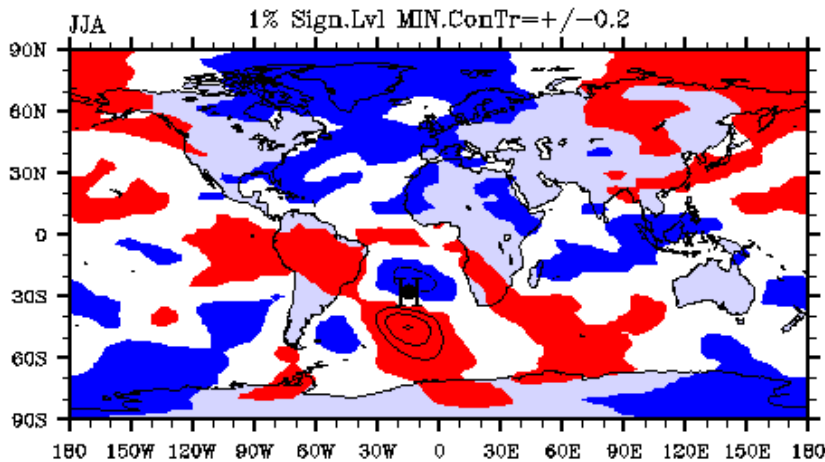 JJA 1% Sign.Lvl MIN.ConTr=+/-0.2
90N
60N
30N
0
30S
60S
90S
H
180 150W 120W 90W 60W 30W 0 30E 60E 90E 120E 150E 180